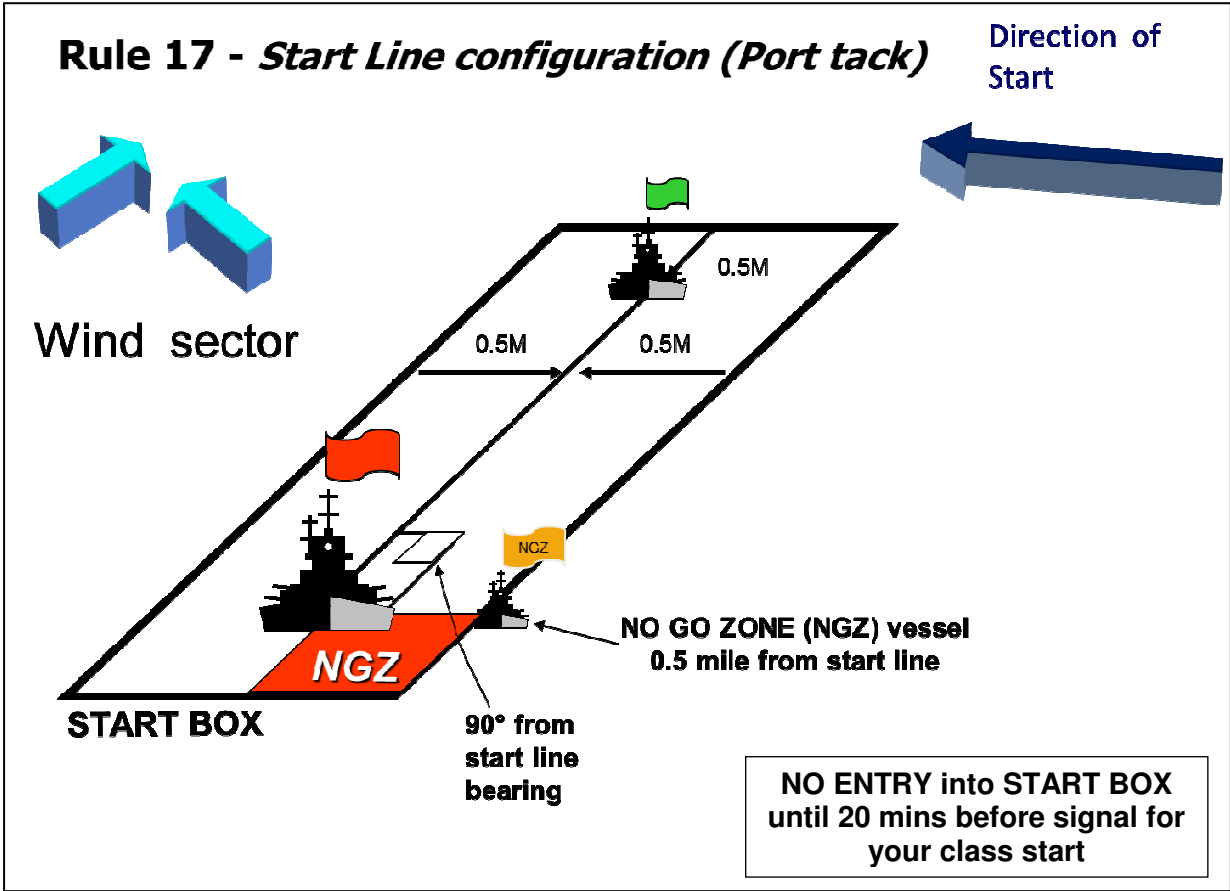 Rule 17 - Start Line configuration (Port tack)
Direction of
Start
Wind sector
0.5M
0.5M
0.5M
NGZ
NO GO ZONE (NGZ) vessel
0.5 mile from start line
NGZ
START BOX
90° from
start line
bearing
NO ENTRY into START BOX
until 20 mins before signal for
your class start